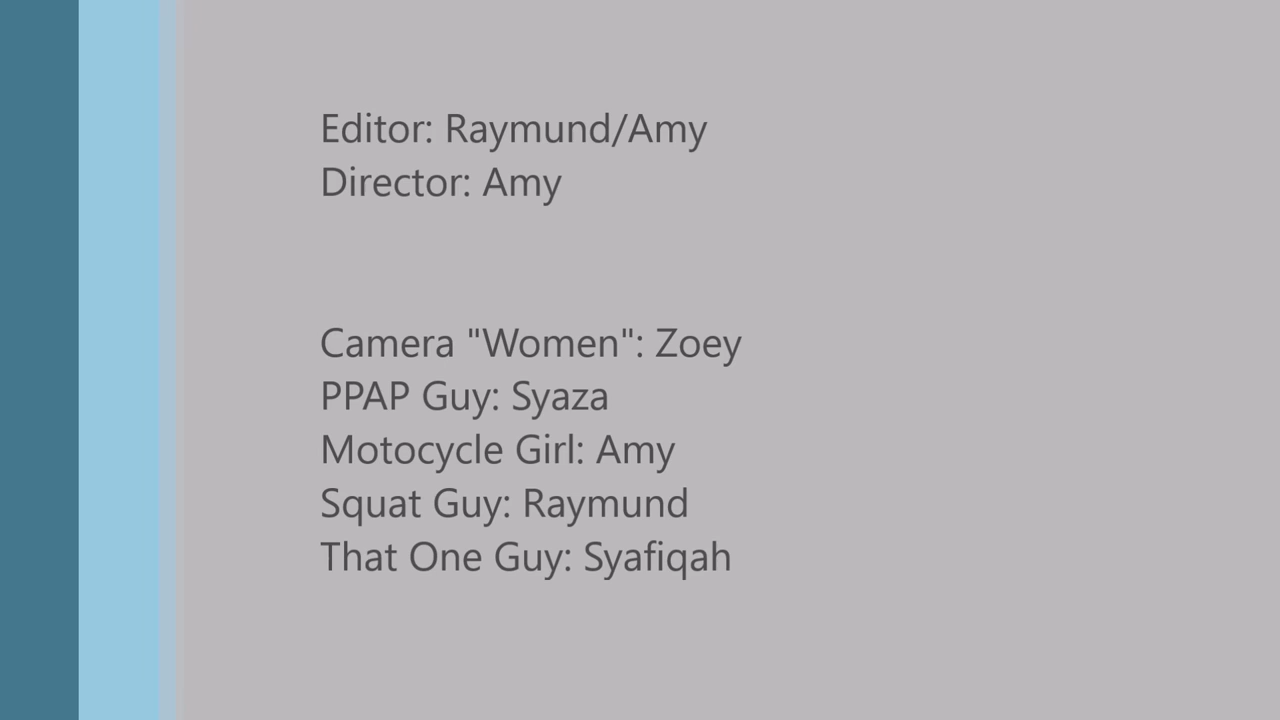 Editor: Raymund/Amy
Director: Amy
Camera "Women": Zoey
PPAP Guy: Syaza
Motocycle Girl: Amy
Squat Guy: Raymund
That One Guy: Syafiqah